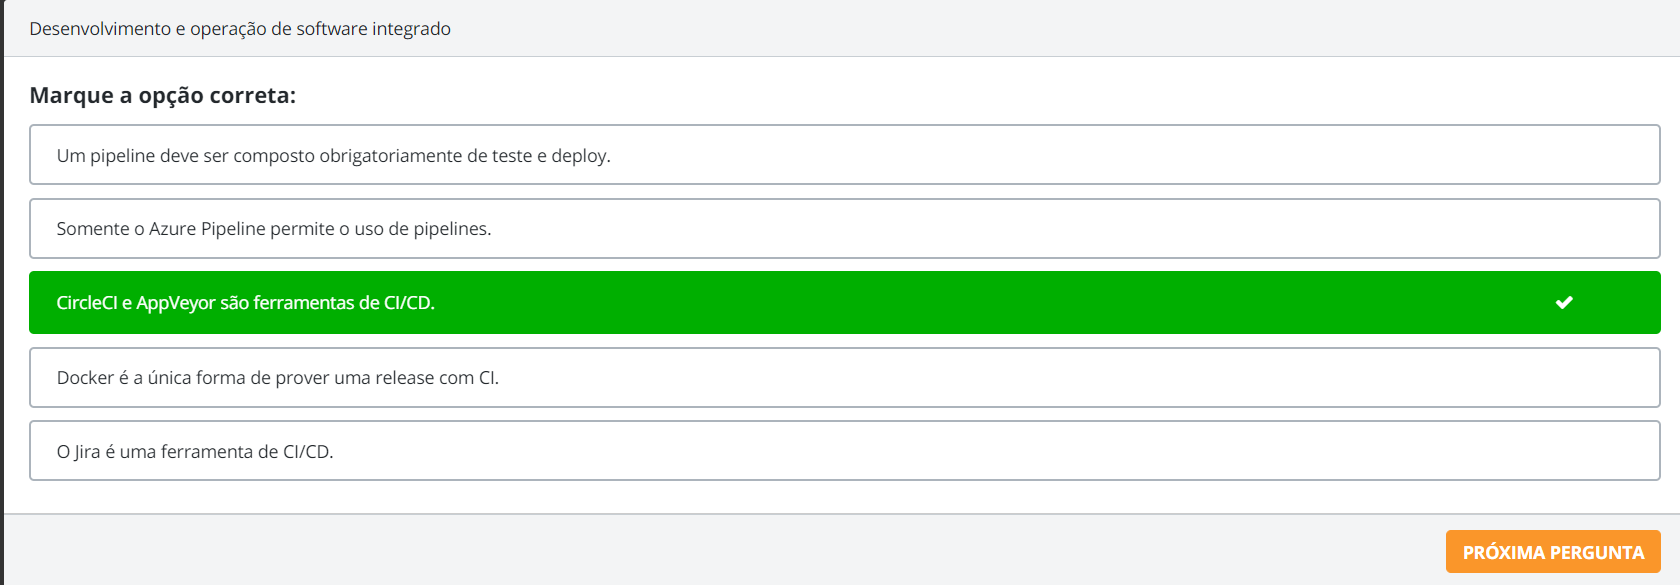 Desenvolvimento e operação de software integrado
Marque a opção correta:
Um pipeline deve ser composto obrigatoriamente de teste e deploy.
Somente o Azure Pipeline permite o uso de pipelines.
CircleCI e AppVeyor são ferramentas de CI/CD.
Docker é a única forma de prover uma release com CI.
O Jira é uma ferramenta de CI/CD.
PRÓXIMA PERGUNTA